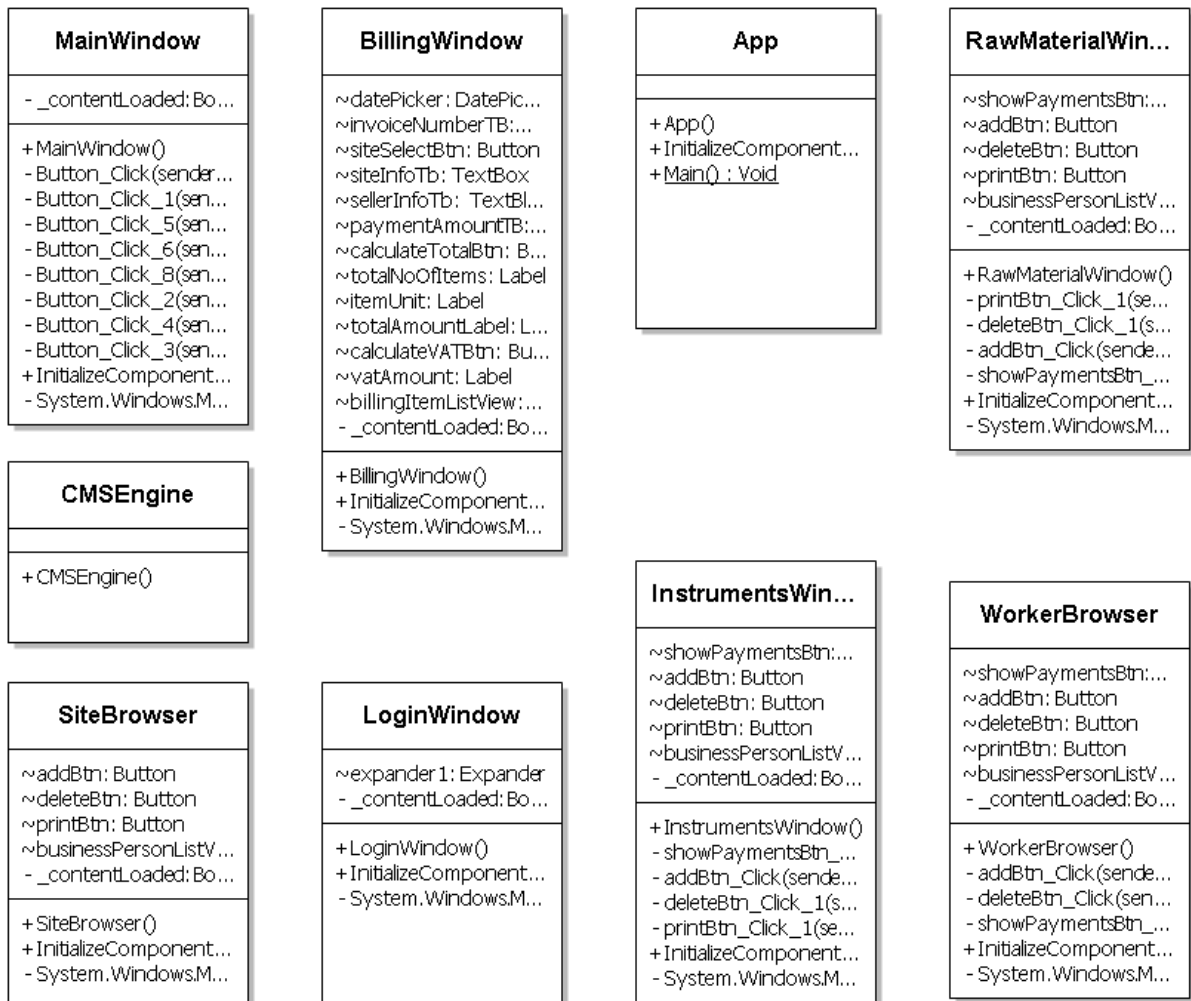 MainWindow
- _contentLoaded: Bo...
+MainWindow()
-Button_Click(sender...
-Button_Click_1(sen...
-Button_Click_5(sen...
-Button_Click_6(sen...
-Button_Click_8(sen...
-Button_Click_2(sen...
-Button_Click_4(sen...
-Button_Click_3(sen...
+InitializeComponent...
-System.Windows.M...
BillingWindow
~datePicker: DatePic...
~invoiceNumberTB:...
~siteSelectBtn: Button
~siteInfoTb: TextBox
~sellerInfoTb: TextBl...
~paymentAmountTB:...
~calculateTotalBtn: B...
~totalNoOfItems: Label
~itemUnit: Label
~totalAmountLabel: L...
~calculateVATBtn: Bu...
~vatAmount: Label
~billingItemListView:...
- _contentLoaded: Bo...
+BillingWindow()
+InitializeComponent...
-System.Windows.M...
App
+App()
+InitializeComponent...
+Main() : Void
RawMaterialWin...
~showPaymentsBtn:...
~addBtn: Button
~deleteBtn: Button
~printBtn: Button
~businessPersonListV...
- _contentLoaded: Bo...
+RawMaterialWindow()
-printBtn_Click_1(se...
-deleteBtn_Click_1(s...
-addBtn_Click(sende...
-showPaymentsBtn_...
+InitializeComponent...
-System.Windows.M...
CMSEngine
+CMSEngine()
InstrumentsWin...
~showPaymentsBtn:...
~addBtn: Button
~deleteBtn: Button
~printBtn: Button
~businessPersonListV...
- _contentLoaded: Bo...
+InstrumentsWindow()
-showPaymentsBtn_...
-addBtn_Click(sende...
-deleteBtn_Click_1(s...
-printBtn_Click_1(se...
+InitializeComponent...
-System.Windows.M...
WorkerBrowser
~showPaymentsBtn:...
~addBtn: Button
~deleteBtn: Button
~printBtn: Button
~businessPersonListV...
- _contentLoaded: Bo...
+WorkerBrowser()
-addBtn_Click(sende...
-deleteBtn_Click(sen...
-showPaymentsBtn_...
+InitializeComponent...
-System.Windows.M...
SiteBrowser
~addBtn: Button
~deleteBtn: Button
~printBtn: Button
~businessPersonListV...
- _contentLoaded: Bo...
+SiteBrowser()
+InitializeComponent...
-System.Windows.M...
LoginWindow
~expander1: Expander
- _contentLoaded: Bo...
+LoginWindow()
+InitializeComponent...
-System.Windows.M...